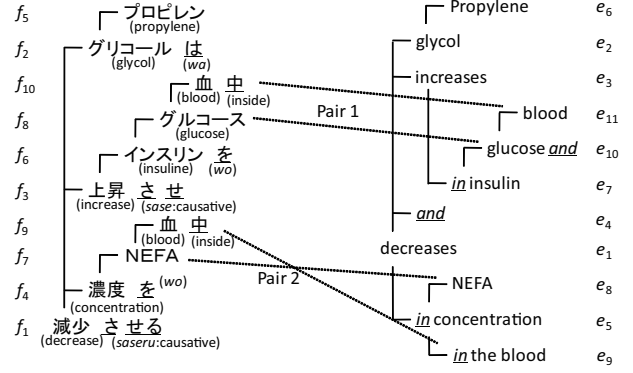 f5 プロピレン Propylene e6
(propylene)
f2 グリコール は glycol e2
(glycol) (wa)
f10 血 中 increases e3
(blood) (inside) Pair 1 blood e11
f8 グルコース glucose and e10
(glucose)
f6 インスリン を in insulin e7
(insuline) (wo)
f3 上昇 さ せ and e4
(increase) (sase:causative)
f9 血 中 decreases e1
(blood) (inside)
f7 NEFA Pair 2 NEFA e8
f4 濃度 を (wo) in concentration e5
(concentration)
f1 減少 さ せる in the blood e9
(decrease) (saseru:causative)